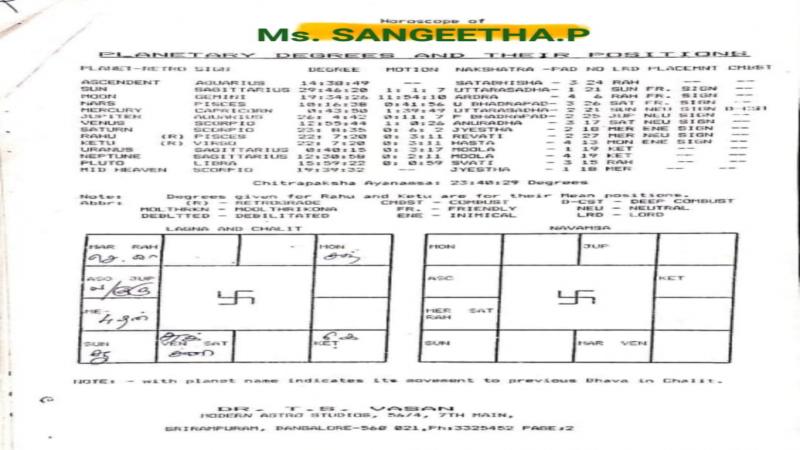 Horoscope of
Ms. SANGEETHA.P
PLANETARY DEGREES AND THEIR POSITIONS
PLANET-RETRO SIGN DEGREE MOTION NAKSHATRA -PAD NO LRD PLACEMNT CMBST
ASCENDENT AQUARIUS 14:38:49 -- SATABHISHA - 3 24 RAH -- --
SUN SAGITTARIUS 29:46:20 1: 1: 7 UTTARASADHA- 1 21 SUN FR. SIGN --
MOON GEMINI 19:34:26 11:54:10 ARDRA - 4 6 RAH FR. SIGN --
MARS PISCES 10:16:38 0:41:56 U BHADRAPAD- 3 26 SAT FR. SIGN --
MERCURY CAPRICORN 0:43:50 1:39:49 UTTARASADHA- 2 21 SUN NEU SIGN D-CST
JUPITER AQUARIUS 26: 4:42 0:11: 7 P BHADRAPAD- 2 25 JUP NEU SIGN
VENUS SCORPIO 12:55:44 1: 0:26 ANURADHA - 3 17 SAT NEU SIGN --
SATURN SCORPIO 23: 8:35 0: 6: 2 JYESTHA - 2 18 MER ENE SIGN --
RAHU (R) PISCES 22: 7:20 0: 3:11 REVATI - 2 27 MER NEU SIGN --
KETU (R) VIRGO 22: 7:20 0: 3:11 HASTA - 4 13 MON ENE SIGN --
URANUS SAGITTARIUS 0:40:15 0: 3:17 MOOLA - 1 19 KET -- --
NEPTUNE SAGITTARIUS 12:30:58 0: 2:11 MOOLA - 4 19 KET -- --
PLUTO LIBRA 15:59:22 0: 0:59 SVATI - 3 15 RAH -- --
MID HEAVEN SCORPIO 19:39:32 JYESTHA - 1 18 MER -- --
Chitrapaksha Ayanamsa: 23:40:29 Degrees
Note: Degrees given for Rahu and Ketu are for their Mean positions.
Abbr: (R) - RETROGRADE CMBST - COMBUST D-CST - DEEP COMBUST
MOLTHRKN - MOOLTHRIKONA FR. - FRIENDLY NEU - NEUTRAL
DEBLTTED - DEBILITATED ENE - INIMICAL LRD - LORD
LAGNA AND CHALIT NAVAMSA
MAR RAH MON MON JUP
ASC JUP ASC KET
ME- MER SAT
RAH
SUN VEN SAT KET SUN MAR VEN
NOTE: - with planet name indicates its movement to previous Bhava in Chalit.
DR. T.S. VASAN
MODERN ASTRO STUDIOS, 56/4, 7TH MAIN,
SRIRAMPURAM, BANGALORE-560 021,Ph:3325452 PAGE:2